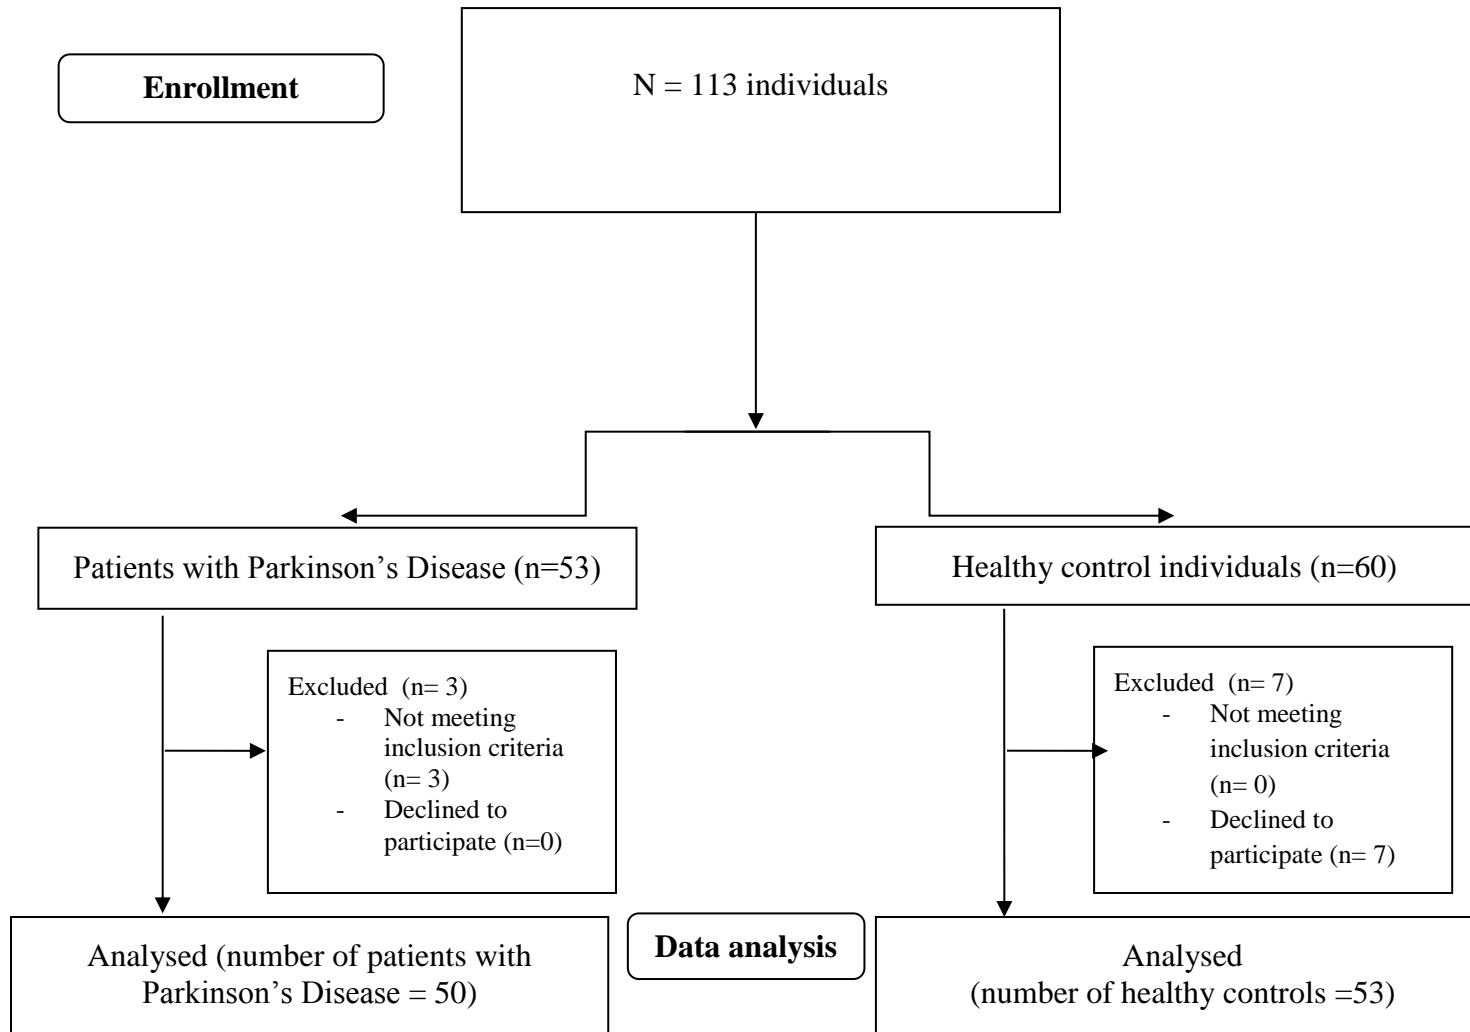 Enrollment
N = 113 individuals
Patients with Parkinson’s Disease (n=53)
Healthy control individuals (n=60)
Excluded (n= 3)
- Not meeting
inclusion criteria
(n= 3)
- Declined to
participate (n=0)
Excluded (n= 7)
- Not meeting
inclusion criteria
(n= 0)
- Declined to
participate (n= 7)
Analysed (number of patients with
Parkinson’s Disease = 50)
Data analysis
Analysed
(number of healthy controls =53)